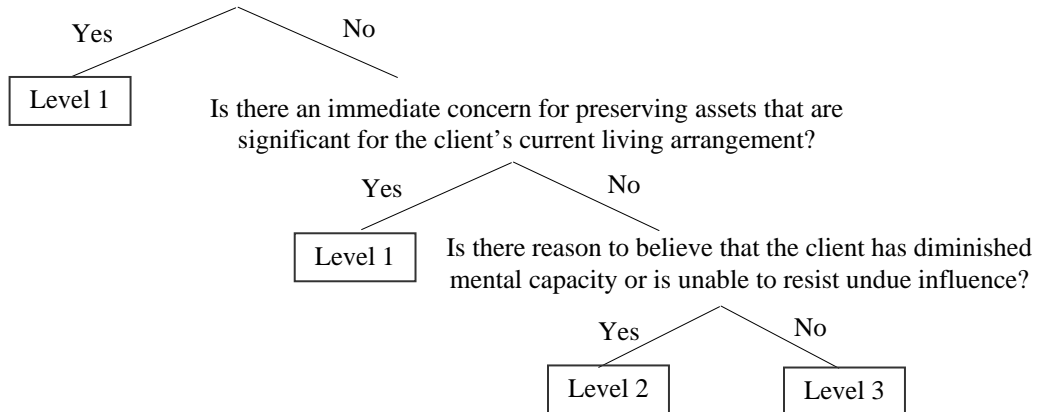 Yes
No
Level 1
Is there an immediate concern for preserving assets that are
significant for the client’s current living arrangement?
Yes
No
Level 1
Is there reason to believe that the client has diminished
mental capacity or is unable to resist undue influence?
Yes
No
Level 2
Level 3